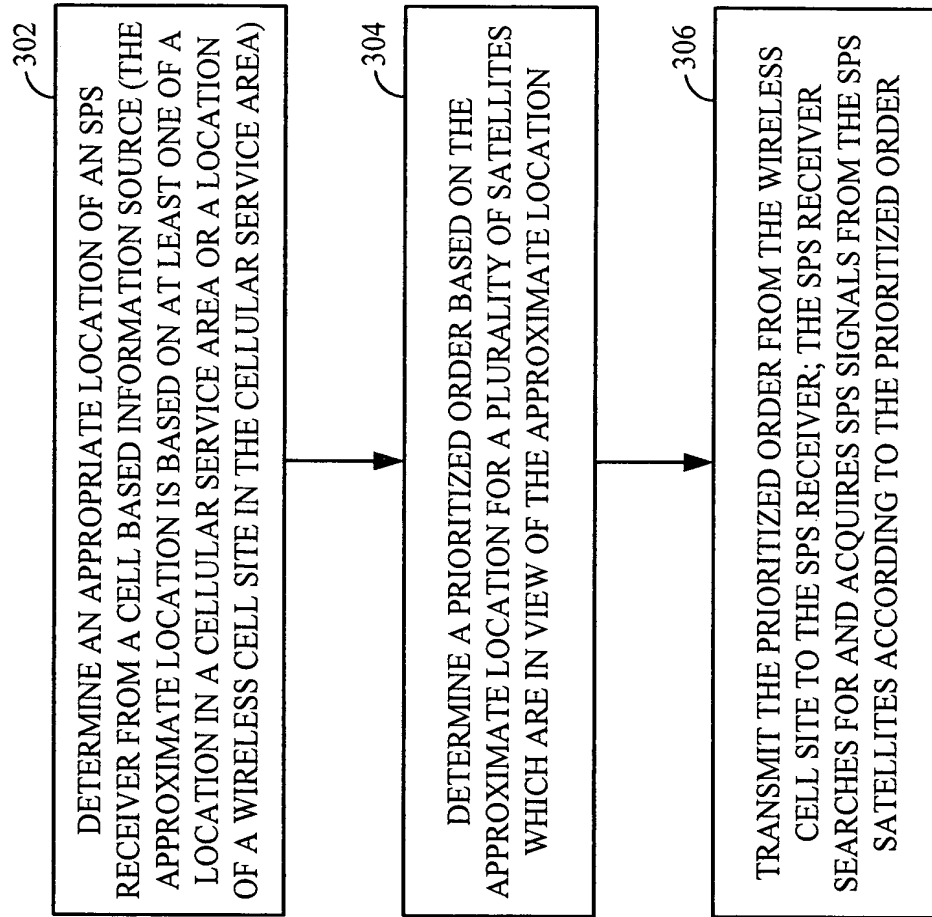 302
DETERMINE AN APPROPRIATE LOCATION OF AN SPS
RECEIVER FROM A CELL BASED INFORMATION SOURCE (THE
APPROXIMATE LOCATION IS BASED ON AT LEAST ONE OF A
LOCATION IN A CELLULAR SERVICE AREA OR A LOCATION
OF A WIRELESS CELL SITE IN THE CELLULAR SERVICE AREA)
304
DETERMINE A PRIORITIZED ORDER BASED ON THE
APPROXIMATE LOCATION FOR A PLURALITY OF SATELLITES
WHICH ARE IN VIEW OF THE APPROXIMATE LOCATION
306
TRANSMIT THE PRIORITIZED ORDER FROM THE WIRELESS
CELL SITE TO THE SPS RECEIVER; THE SPS RECEIVER
SEARCHES FOR AND ACQUIRES SPS SIGNALS FROM THE SPS
SATELLITES ACCORDING TO THE PRIORITIZED ORDER